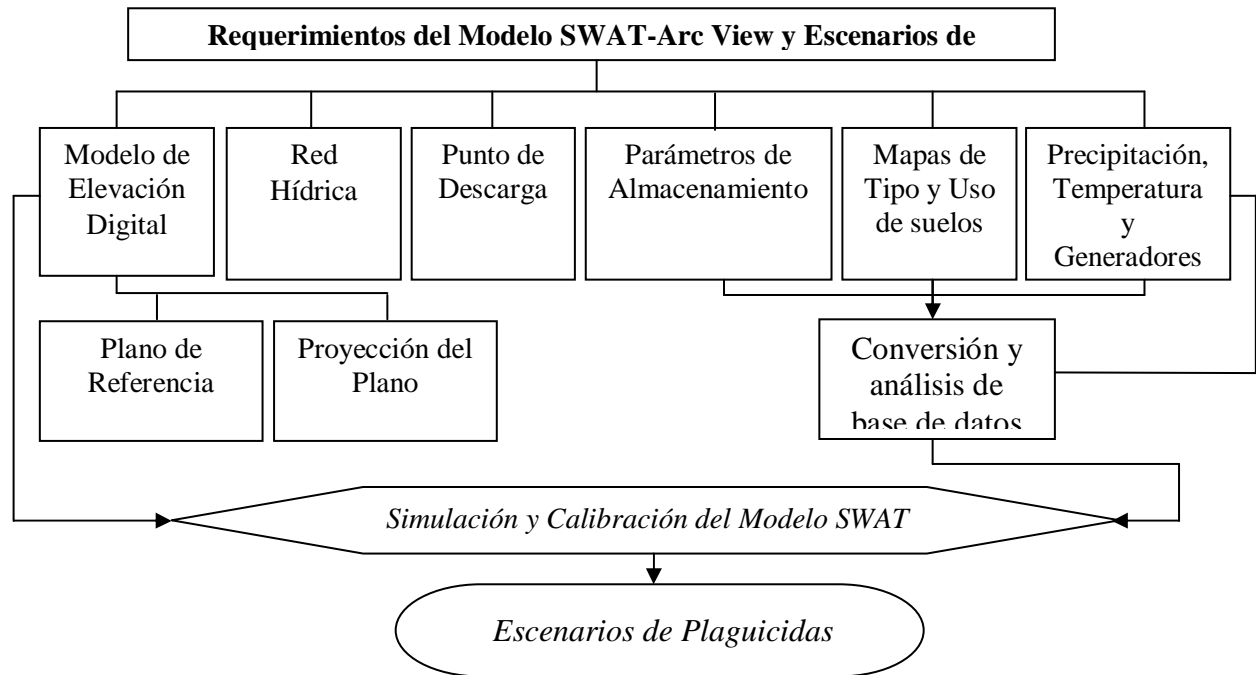 Requerimientos del Modelo SWAT-Arc View y Escenarios de
Modelo de
Elevación
Digital
Red
Hídrica
Punto de
Descarga
Parámetros de
Almacenamiento
Mapas de
Tipo y Uso
de suelos
Precipitación,
Temperatura
y
Generadores
Plano de
Referencia
Proyección del
Plano
Conversión y
análisis de
base de datos
Simulación y Calibración del Modelo SWAT
Escenarios de Plaguicidas